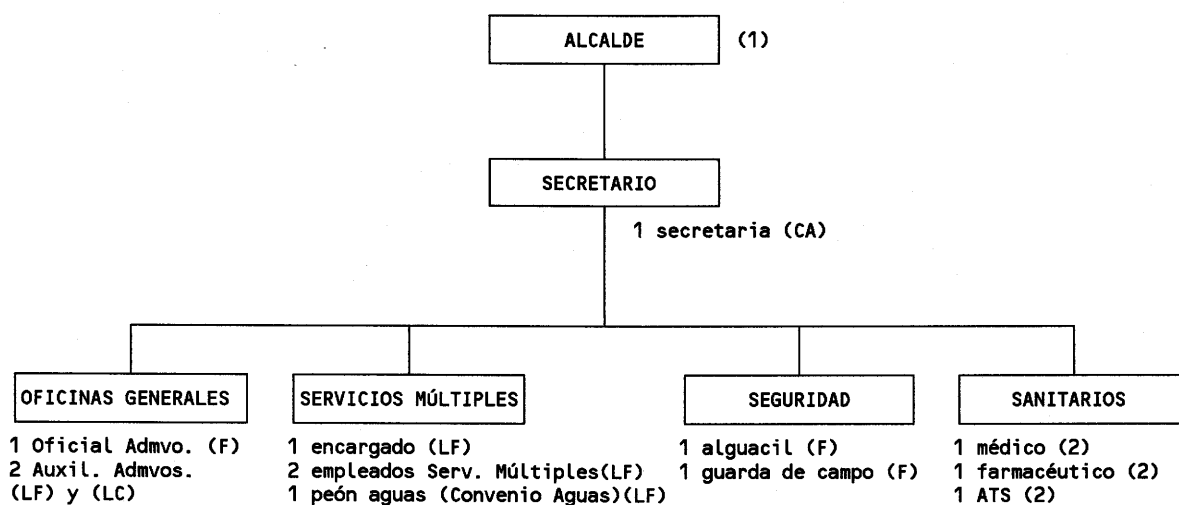 ALCALDE (1)
SECRETARIO
1 secretaria (CA)
OFICINAS GENERALES
1 Oficial Admvo. (F)
2 Auxil. Admvos.
(LF) y (LC)
SERVICIOS MÚLTIPLES
1 encargado (LF)
2 empleados Serv. Múltiples(LF)
1 peón aguas (Convenio Aguas)(LF)
SEGURIDAD
1 alguacil (F)
1 guarda de campo (F)
SANITARIOS
1 médico (2)
1 farmacéutico (2)
1 ATS (2)